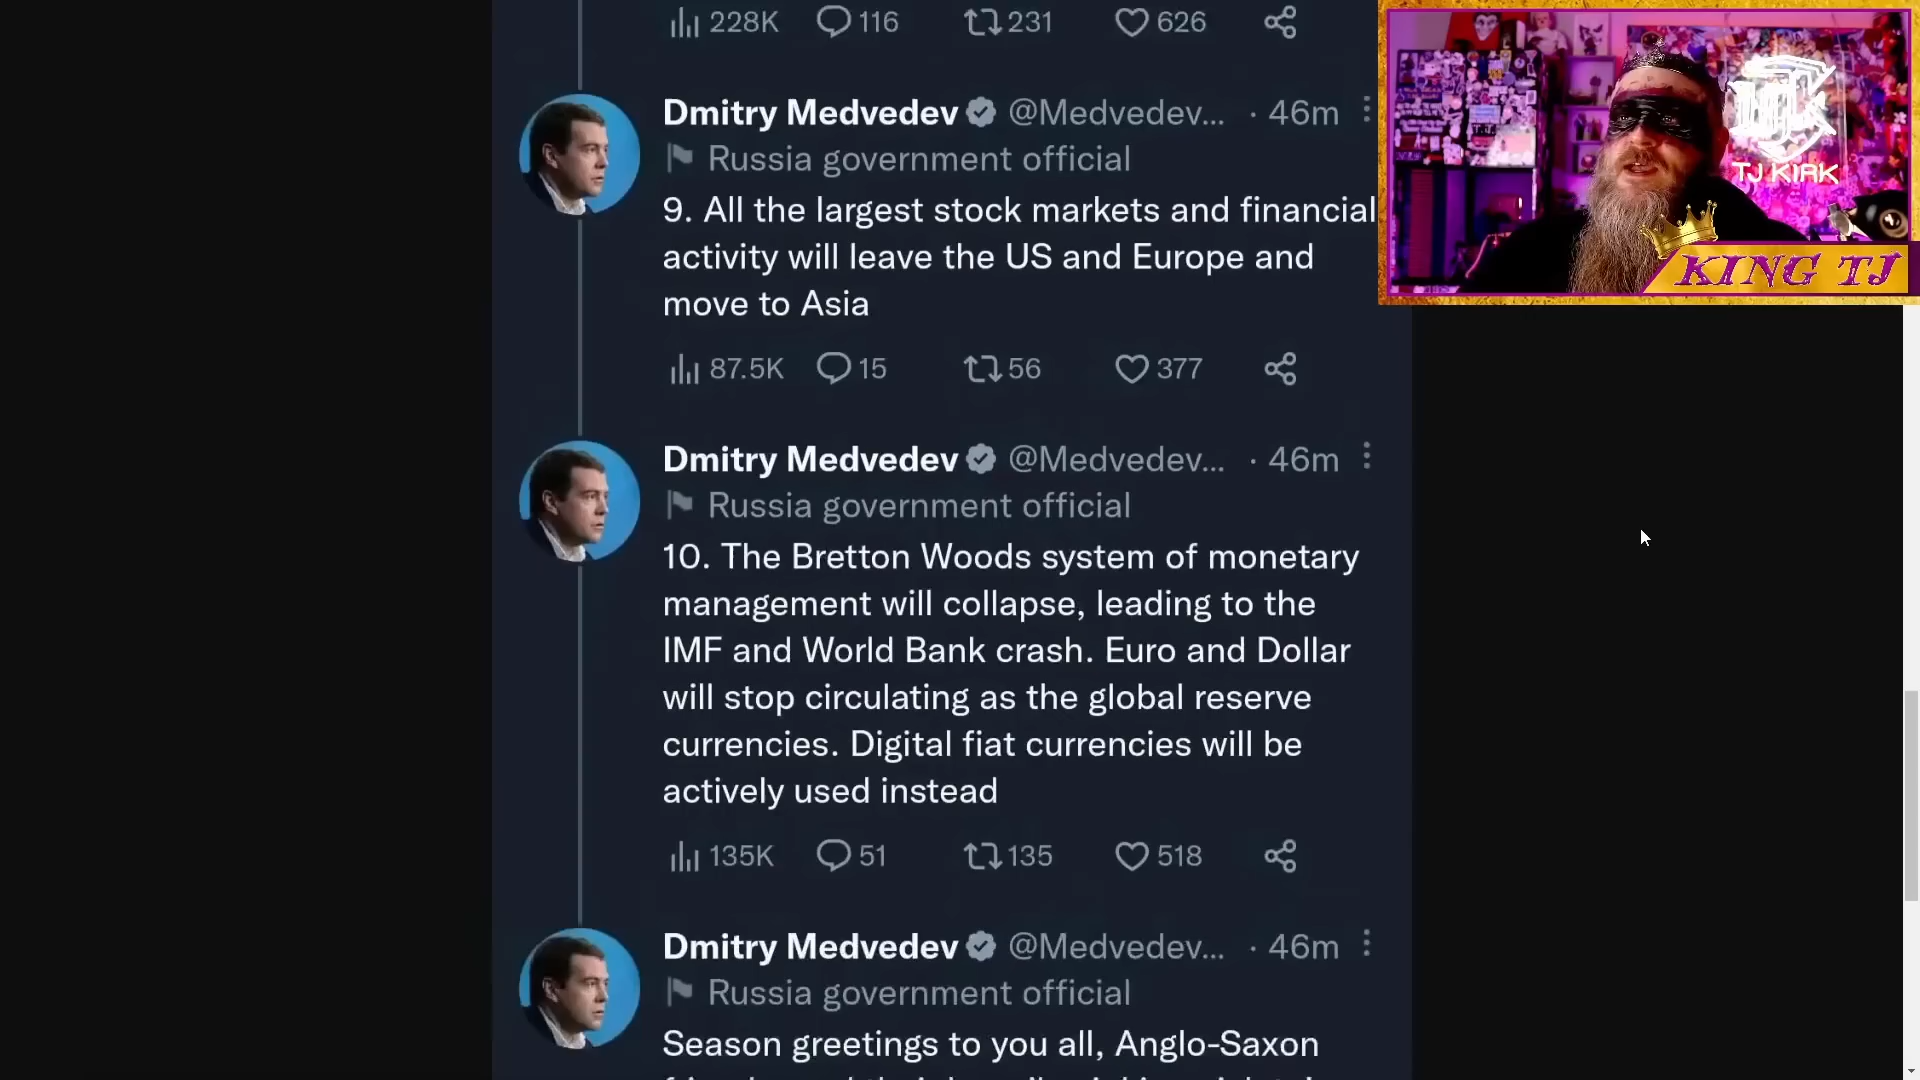 228K 116 231 626
Dmitry Medvedev @Medvedev... · 46m
Russia government official
9. All the largest stock markets and financial
activity will leave the US and Europe and
move to Asia
87.5K 15 56 377
Dmitry Medvedev @Medvedev... · 46m
Russia government official
10. The Bretton Woods system of monetary
management will collapse, leading to the
IMF and World Bank crash. Euro and Dollar
will stop circulating as the global reserve
currencies. Digital fiat currencies will be
actively used instead
135K 51 135 518
Dmitry Medvedev @Medvedev... · 46m
Russia government official
Season greetings to you all, Anglo-Saxon
TJ KIRK
KING TJ